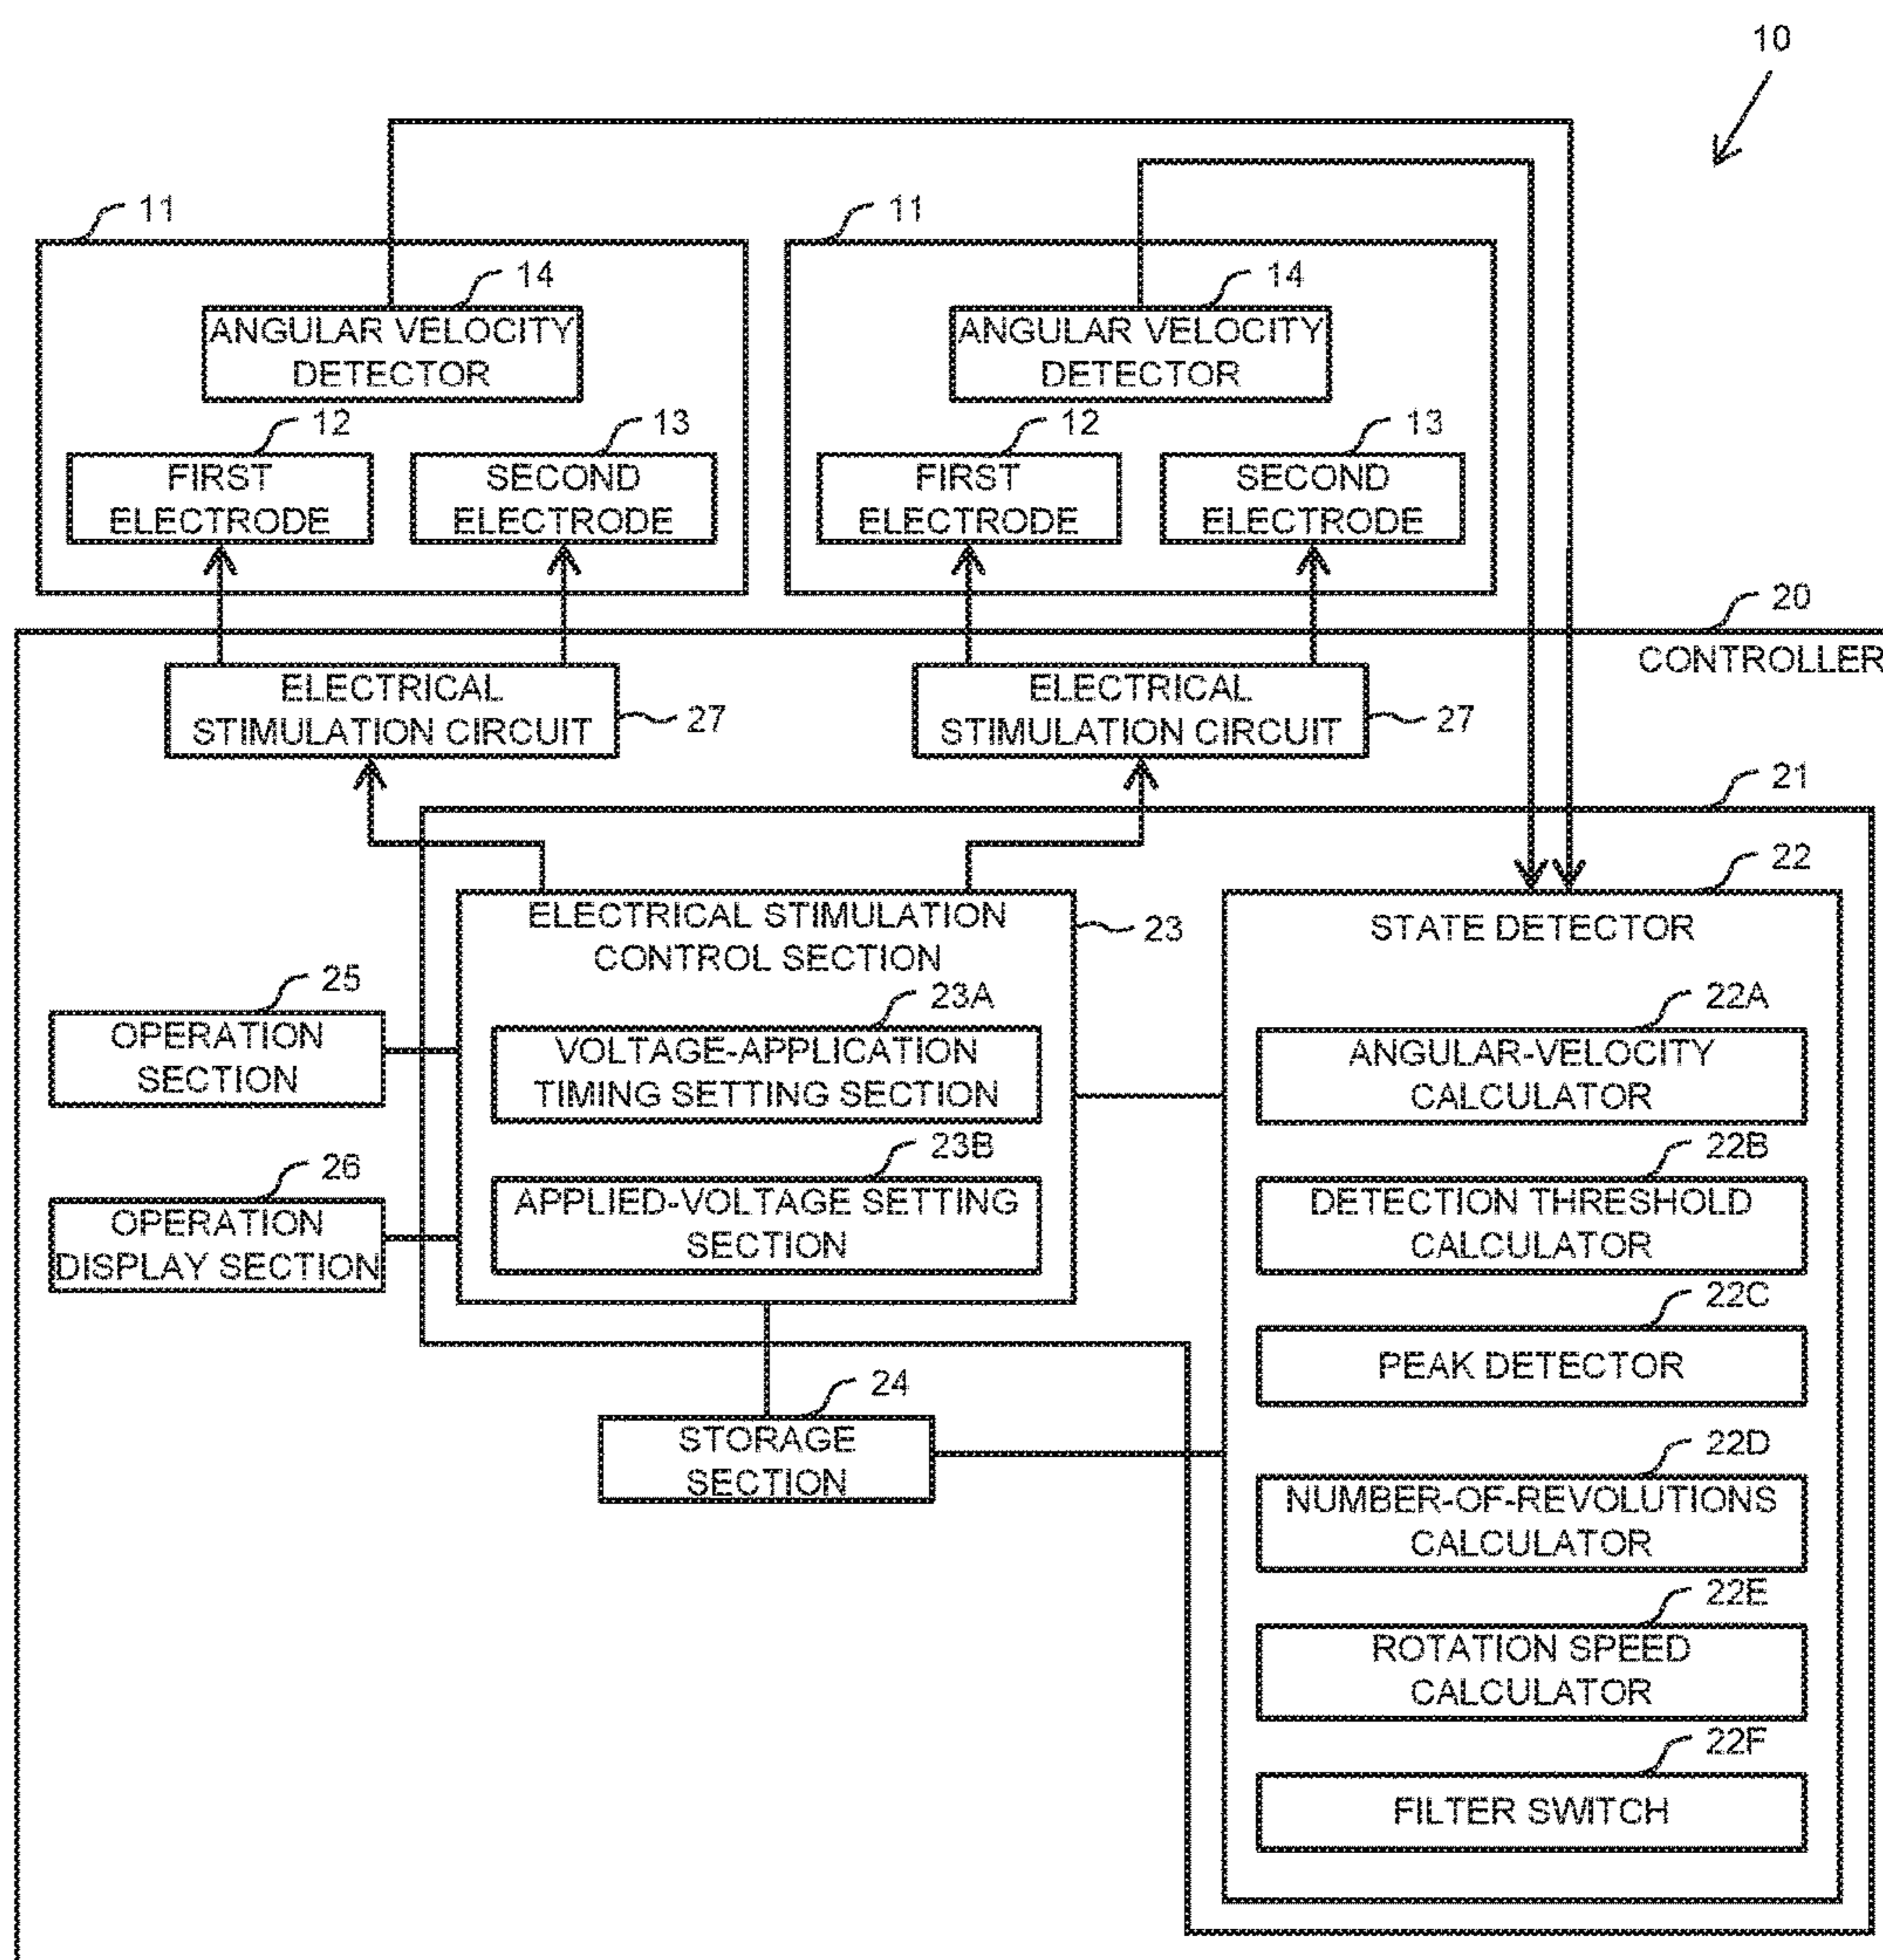 10
11
11
14
14
ANGULAR VELOCITY
DETECTOR
ANGULAR VELOCITY
DETECTOR
12
13
12
13
FIRST
ELECTRODE
SECOND
ELECTRODE
FIRST
ELECTRODE
SECOND
ELECTRODE
20
CONTROLLER
ELECTRICAL
STIMULATION CIRCUIT
27
ELECTRICAL
STIMULATION CIRCUIT
27
21
22
ELECTRICAL STIMULATION
CONTROL SECTION
23
STATE DETECTOR
25
OPERATION
SECTION
23A
VOLTAGE-APPLICATION
TIMING SETTING SECTION
22A
ANGULAR-VELOCITY
CALCULATOR
26
OPERATION
DISPLAY SECTION
23B
APPLIED-VOLTAGE SETTING
SECTION
22B
DETECTION THRESHOLD
CALCULATOR
22C
PEAK DETECTOR
24
STORAGE
SECTION
22D
NUMBER-OF-REVOLUTIONS
CALCULATOR
22E
ROTATION SPEED
CALCULATOR
22F
FILTER SWITCH